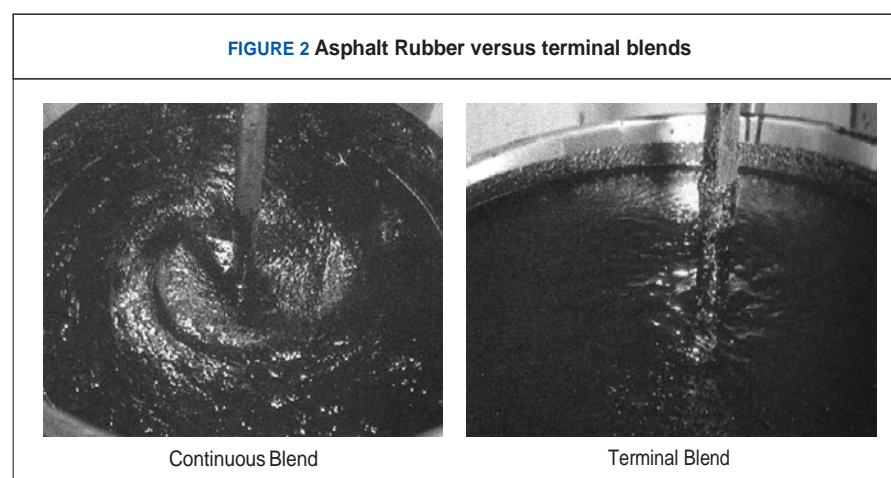 FIGURE 2 Asphalt Rubber versus terminal blends
Continuous Blend
Terminal Blend